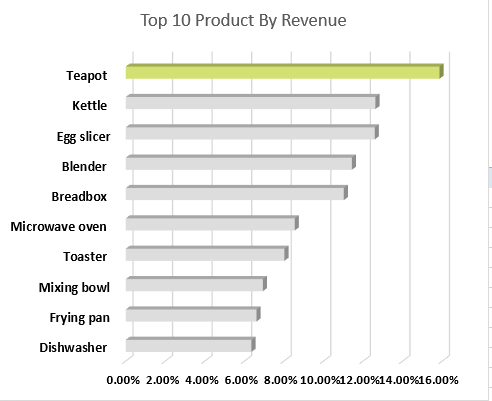 Top 10 Product By Revenue
Teapot
Kettle
Egg slicer
Blender
Breadbox
Microwave oven
Toaster
Mixing bowl
Frying pan
Dishwasher
0.00% 2.00% 4.00% 6.00% 8.00% 10.00% 12.00% 14.00% 16.00%